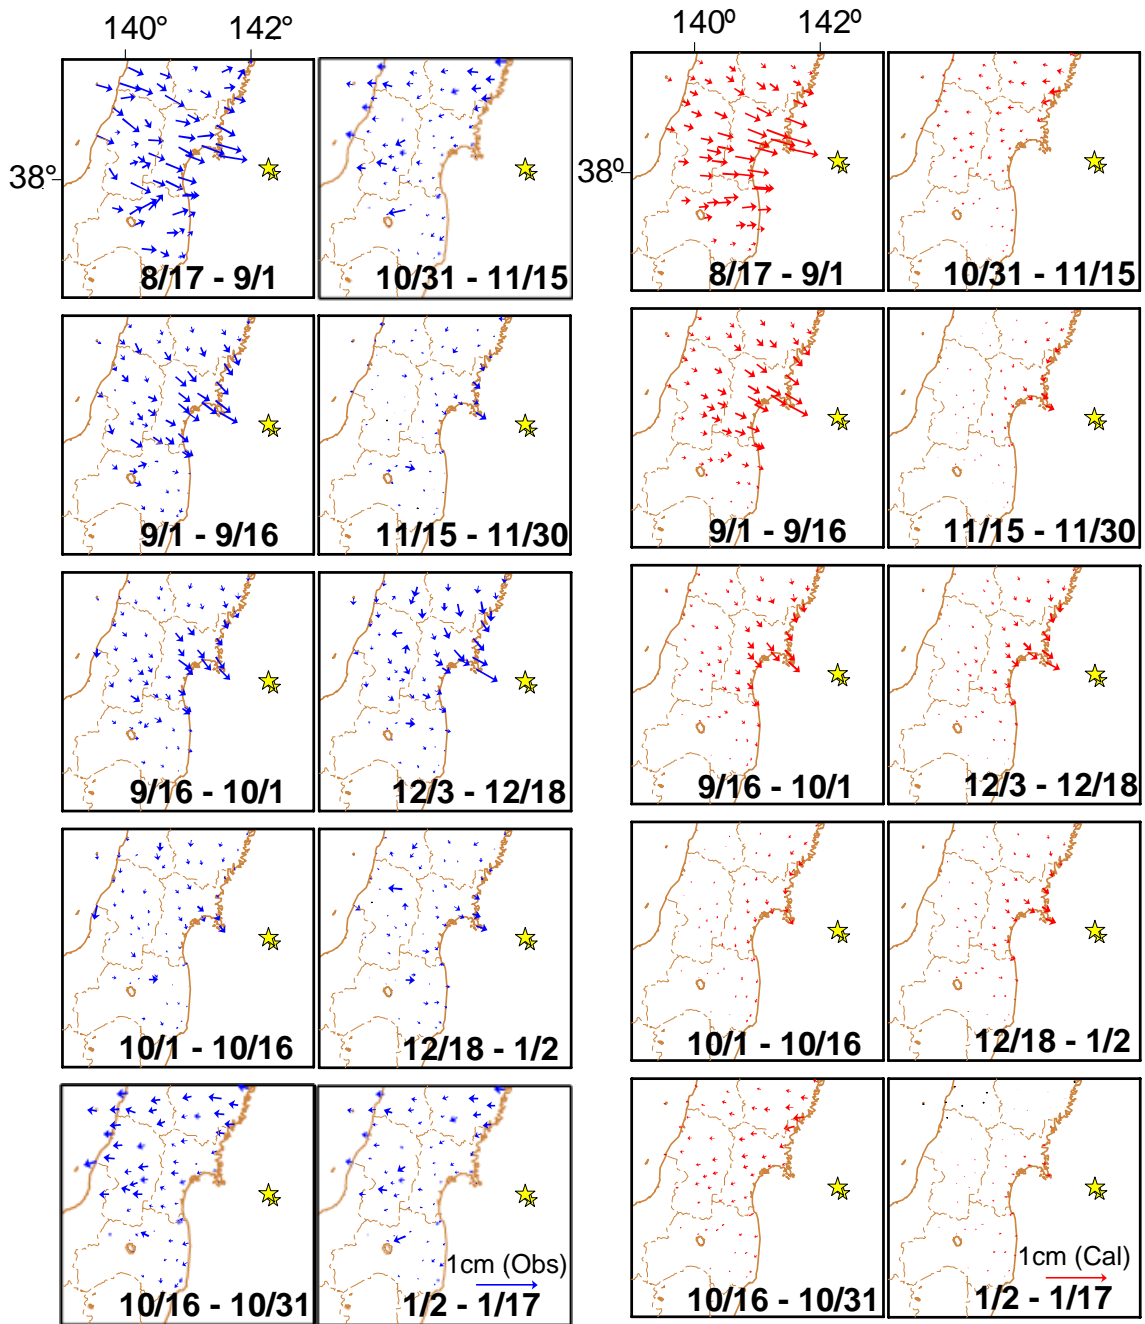 140° 142° 140º 142º
38° 38º
8/17 - 9/1 10/31 - 11/15 8/17 - 9/1 10/31 - 11/15
9/1 - 9/16 11/15 - 11/30 9/1 - 9/16 11/15 - 11/30
9/16 - 10/1 12/3 - 12/18 9/16 - 10/1 12/3 - 12/18
10/1 - 10/16 12/18 - 1/2 10/1 - 10/16 12/18 - 1/2
1cm (Obs) 1cm (Cal)
10/16 - 10/31 1/2 - 1/17 10/16 - 10/31 1/2 - 1/17